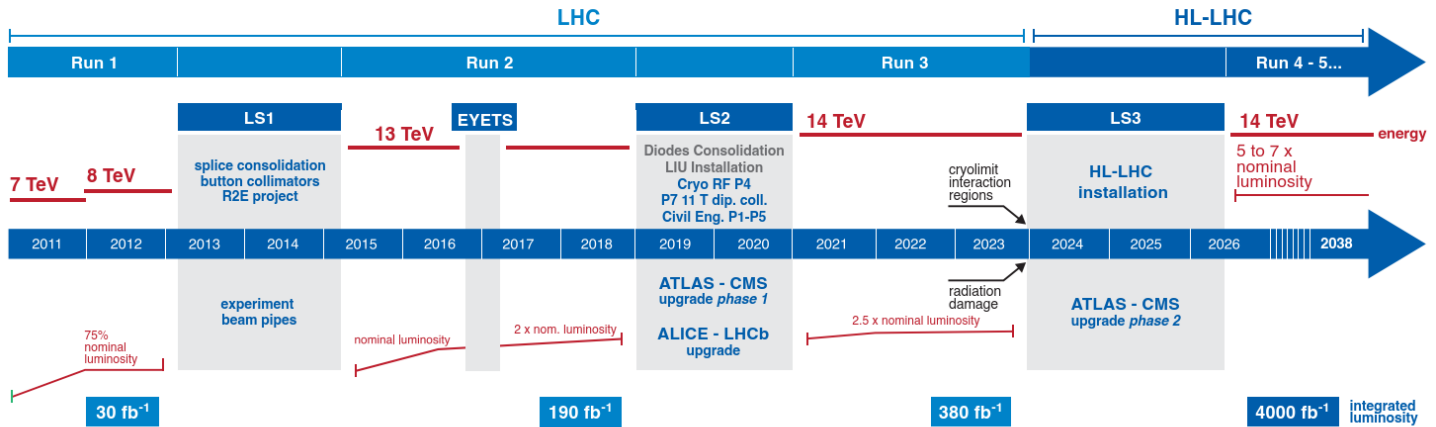 LHC
HL-LHC
Run 1
Run 2
Run 3
Run 4 - 5...
LS1
EYETS
LS2
LS3
13 TeV
14 TeV
14 TeV
energy
7 TeV
8 TeV
splice consolidation
button collimators
R2E project
Diodes Consolidation
LIU Installation
Cryo RF P4
P7 11 T dip. coll.
Civil Eng. P1-P5
cryolimit
interaction
regions
HL-LHC
installation
5 to 7 x
nominal
luminosity
2011
2012
2013
2014
2015
2016
2017
2018
2019
2020
2021
2022
2023
2024
2025
2026
2038
experiment
beam pipes
ATLAS - CMS
upgrade phase 1
ALICE - LHCb
upgrade
radiation
damage
ATLAS - CMS
upgrade phase 2
75%
nominal
luminosity
nominal luminosity
2 x nom. luminosity
2.5 x nominal luminosity
30 fb⁻¹
190 fb⁻¹
380 fb⁻¹
4000 fb⁻¹
integrated
luminosity